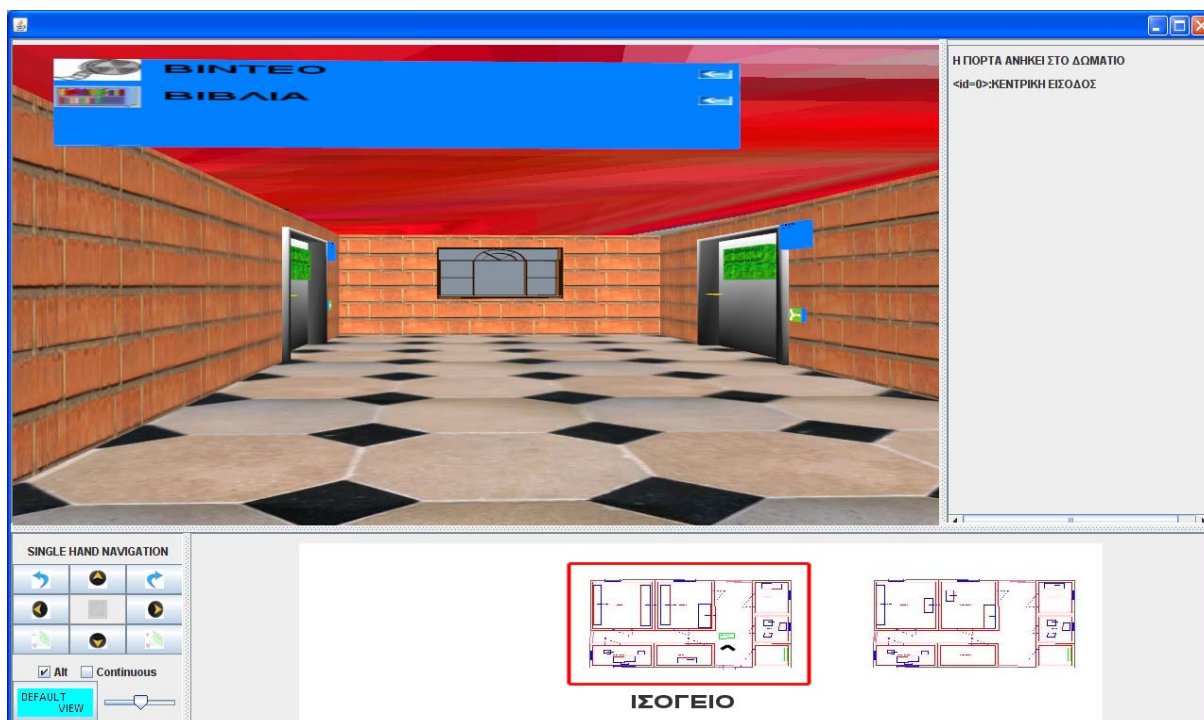 ΒΙΝΤΕΟ
ΒΙΒΛΙΑ
Η ΠΟΡΤΑ ΑΝΗΚΕΙ ΣΤΟ ΔΩΜΑΤΙΟ
<id=0>:ΚΕΝΤΡΙΚΗ ΕΙΣΟΔΟΣ
SINGLE HAND NAVIGATION
Alt
Continuous
DEFAULT
VIEW
ΙΣΟΓΕΙΟ